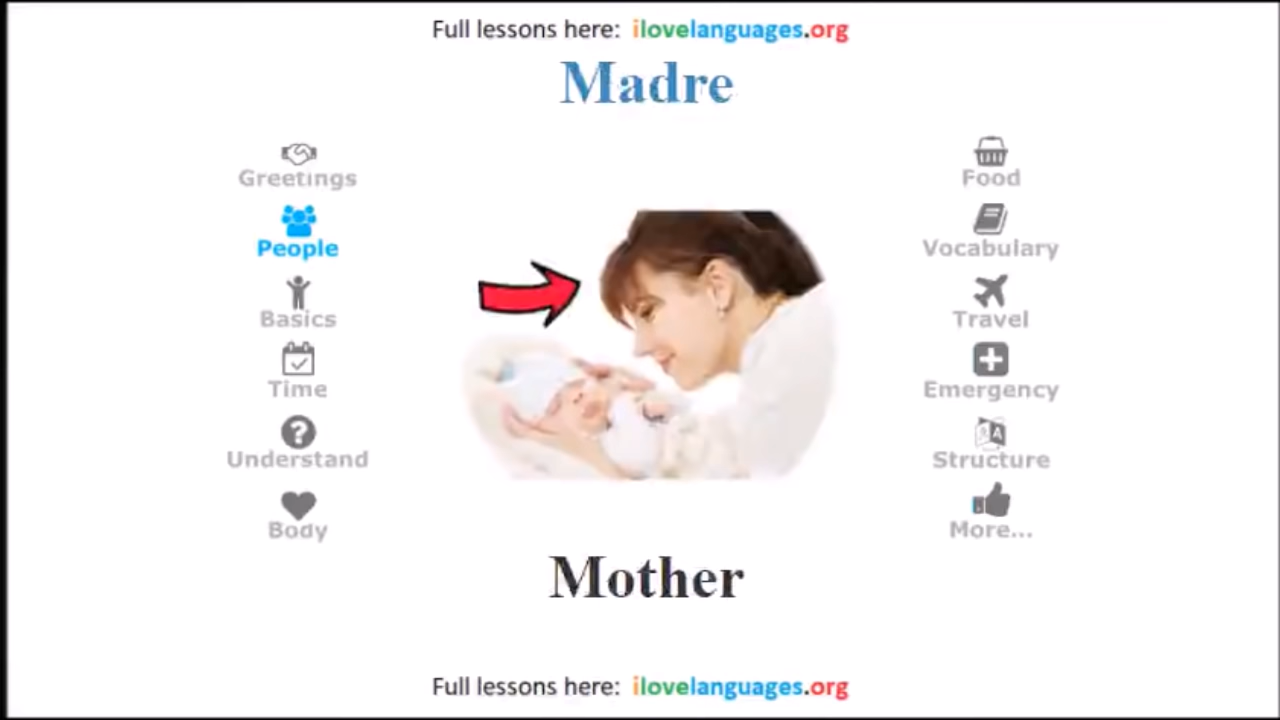 Full lessons here: ilovelanguages.org
Madre
Greetings
People
Basics
Time
Understand
Body
Food
Vocabulary
Travel
Emergency
Structure
More...
Mother
Full lessons here: ilovelanguages.org